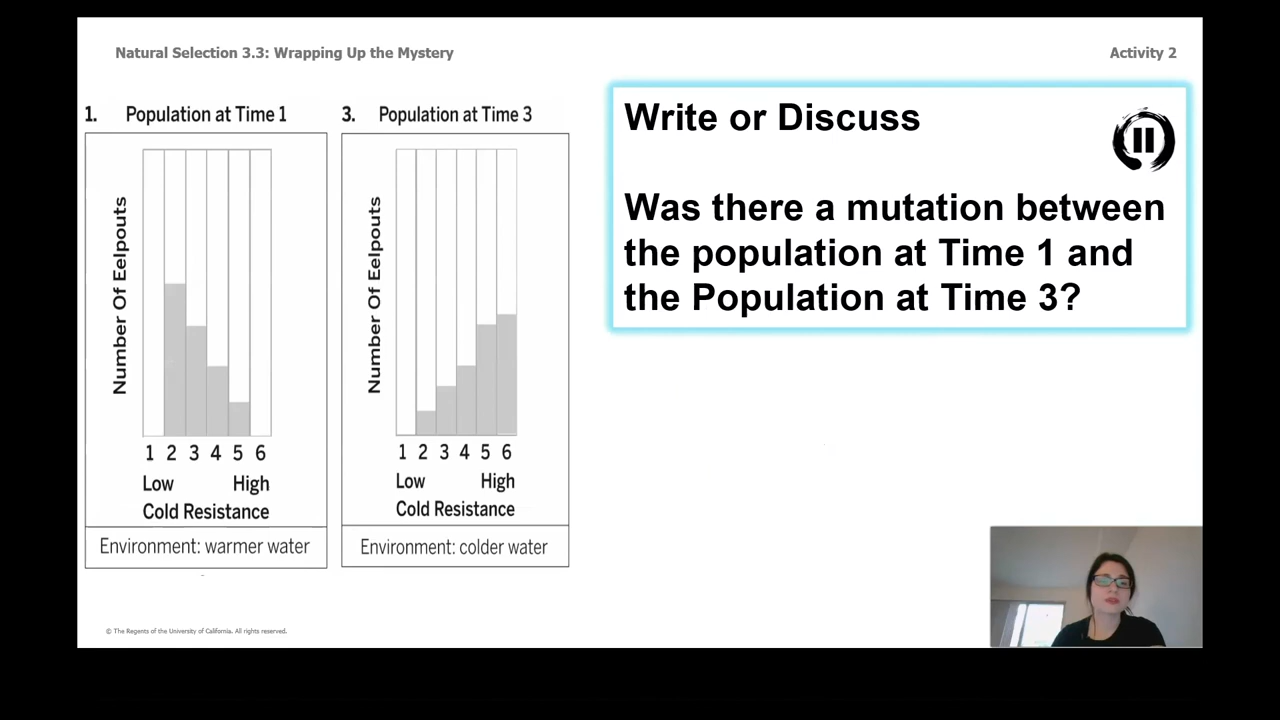 Natural Selection 3.3: Wrapping Up the Mystery
Activity 2
1. Population at Time 1
Number Of Eelpouts
1 2 3 4 5 6
Low High
Cold Resistance
Environment: warmer water
3. Population at Time 3
Number Of Eelpouts
1 2 3 4 5 6
Low High
Cold Resistance
Environment: colder water
Write or Discuss
Was there a mutation between
the population at Time 1 and
the Population at Time 3?
© The Regents of the University of California. All rights reserved.